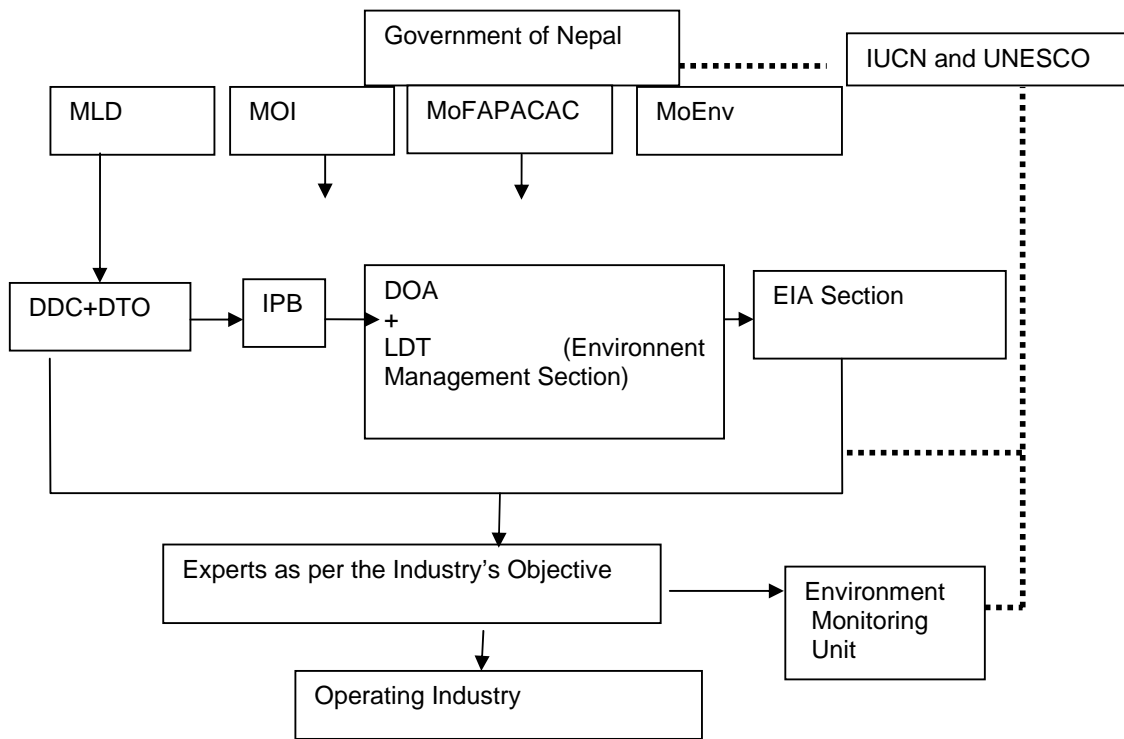 Government of Nepal
IUCN and UNESCO
MLD
MOI
MoFAPACAC
MoEnv
DDC+DTO
IPB
DOA
+
LDT (Environnent
Management Section)
EIA Section
Experts as per the Industry’s Objective
Environment
Monitoring
Unit
Operating Industry